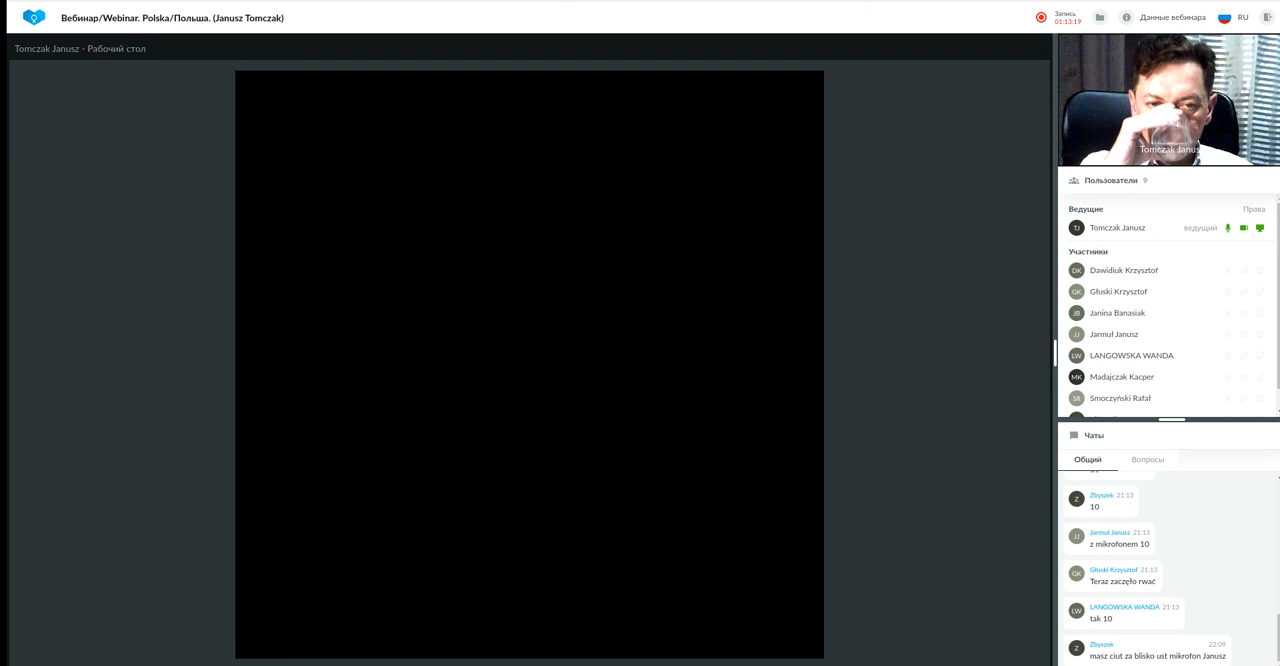 Вебинар/Webinar. Polska/Польша. (Janusz Tomczak)
Запись
01:13:19
Данные вебинара
RU
Tomczak Janusz - Рабочий стол
Tomczak Janus
Пользователи 9
Ведущие Права
TJ Tomczak Janusz ведущий
Участники
DK Dawidiuk Krzysztof
GK Głuski Krzysztof
JB Janina Banasiak
JJ Jarmuł Janusz
LW LANGOWSKA WANDA
MK Madajczak Kacper
SR Smoczyński Rafał
Чаты
Общий Вопросы
Z Zbyszek 21:13
10
JJ Jarmuł Janusz 21:13
z mikrofonem 10
GK Głuski Krzysztof 21:13
Teraz zaczęło rwać
LW LANGOWSKA WANDA 21:13
tak 10
Z Zbyszek 22:09
masz ciut za blisko ust mikrofon Janusz